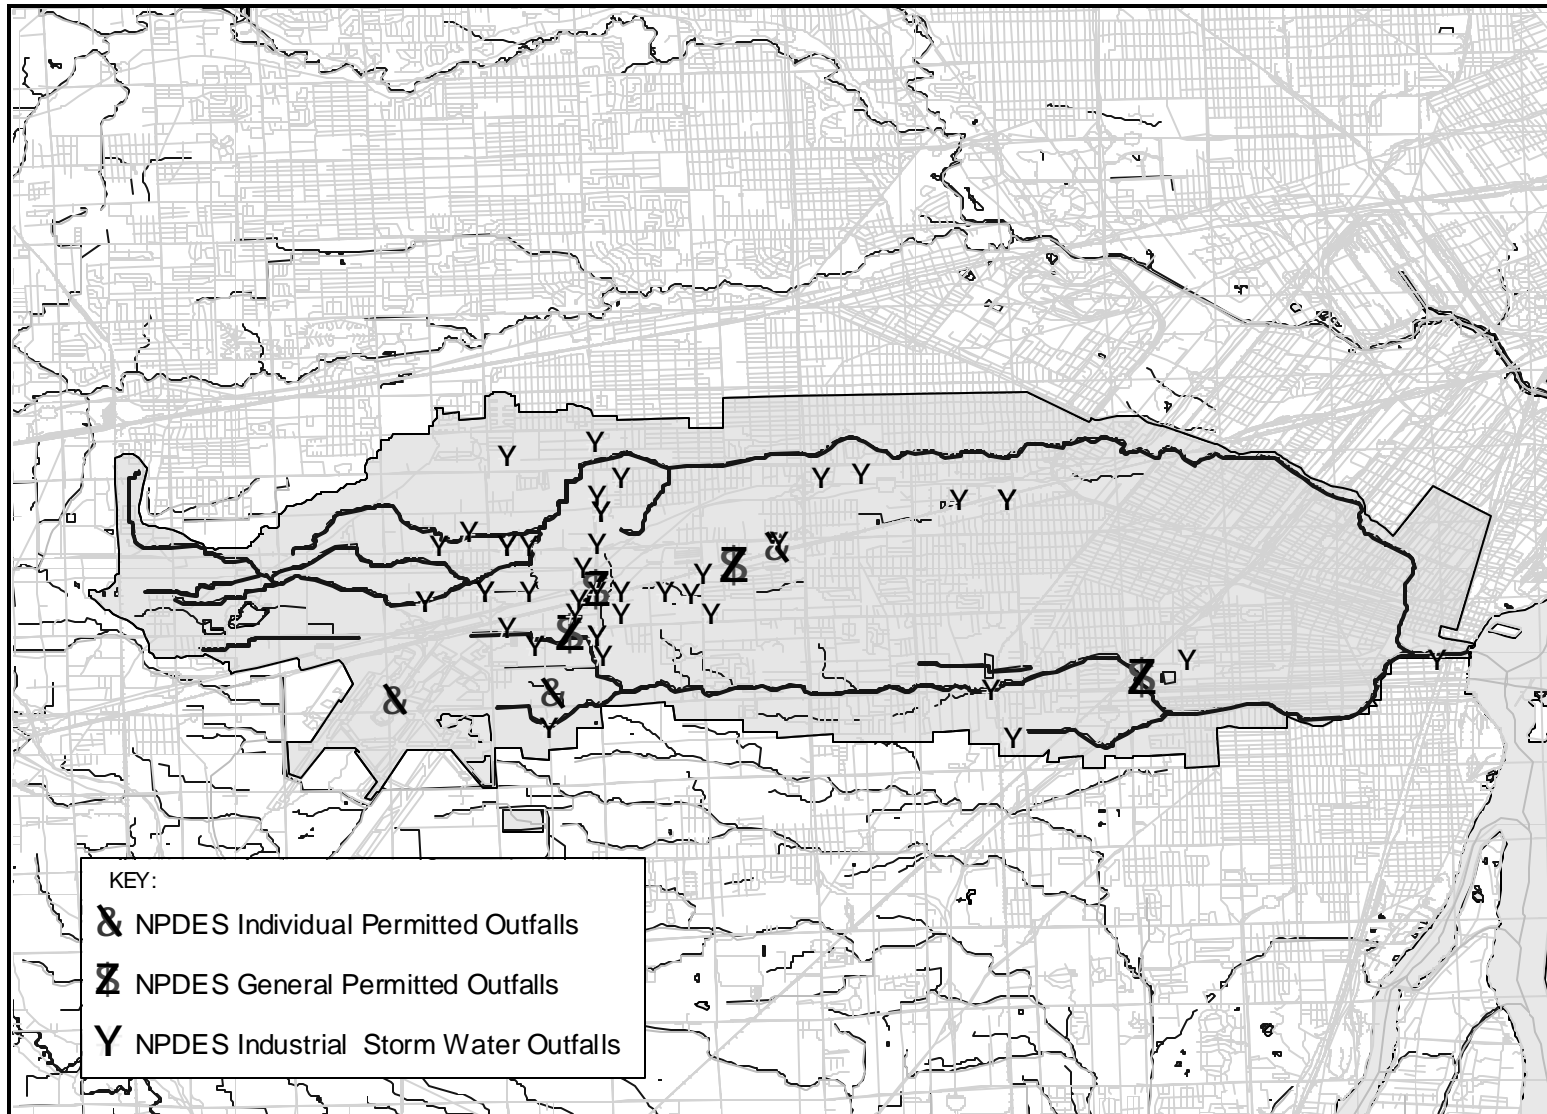 KEY:
& NPDES Individual Permitted Outfalls
Z NPDES General Permitted Outfalls
Y NPDES Industrial Storm Water Outfalls